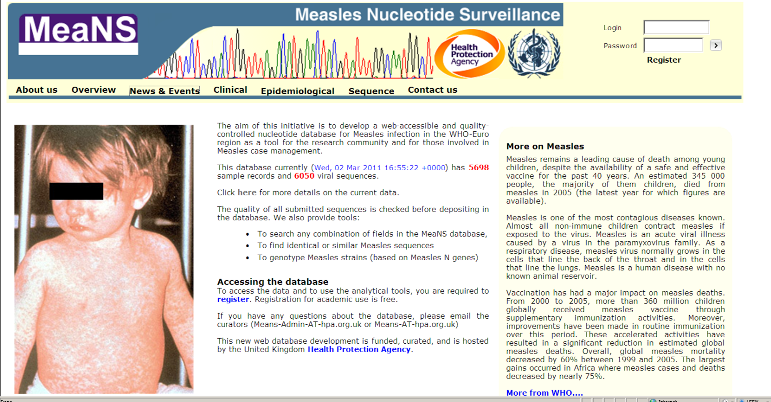 MeaNS
Measles Nucleotide Surveillance
Health
Protection
Agency
Login
Password
Register
About us Overview News & Events Clinical Epidemiological Sequence Contact us
The aim of this initiative is to develop a web-accessible and quality-
controlled nucleotide database for Measles infection in the WHO-Euro
region as a tool for the research community and for those involved in
Measles case management.
This database currently (Wed, 02 Mar 2011 16:55:22 +0000) has 5698
sample records and 6050 viral sequences.
Click here for more details on the current data.
The quality of all submitted sequences is checked before depositing in
the database. We also provide tools:
• To search any combination of fields in the MeaNS database,
• To find identical or similar Measles sequences
• To genotype Measles strains (based on Measles N genes)
Accessing the database
To access the data and to use the analytical tools, you are required to
register. Registration for academic use is free.
If you have any questions about the database, please email the
curators (Means-Admin-AT-hpa.org.uk or Means-AT-hpa.org.uk)
This new web database development is funded, curated, and is hosted
by the United Kingdom Health Protection Agency.
More on Measles
Measles remains a leading cause of death among young
children, despite the availability of a safe and effective
vaccine for the past 40 years. An estimated 345 000
people, the majority of them children, died from
measles in 2005 (the latest year for which figures are
available).
Measles is one of the most contagious diseases known.
Almost all non-immune children contract measles if
exposed to the virus. Measles is an acute viral illness
caused by a virus in the paramyxovirus family. As a
respiratory disease, measles virus normally grows in the
cells that line the back of the throat and in the cells
that line the lungs. Measles is a human disease with no
known animal reservoir.
Vaccination has had a major impact on measles deaths.
From 2000 to 2005, more than 360 million children
globally received measles vaccine through
supplementary immunization activities. Moreover,
improvements have been made in routine immunization
over this period. These accelerated activities have
resulted in a significant reduction in estimated global
measles deaths. Overall, global measles mortality
decreased by 60% between 1999 and 2005. The largest
gains occurred in Africa where measles cases and deaths
decreased by nearly 75%.
More from WHO....